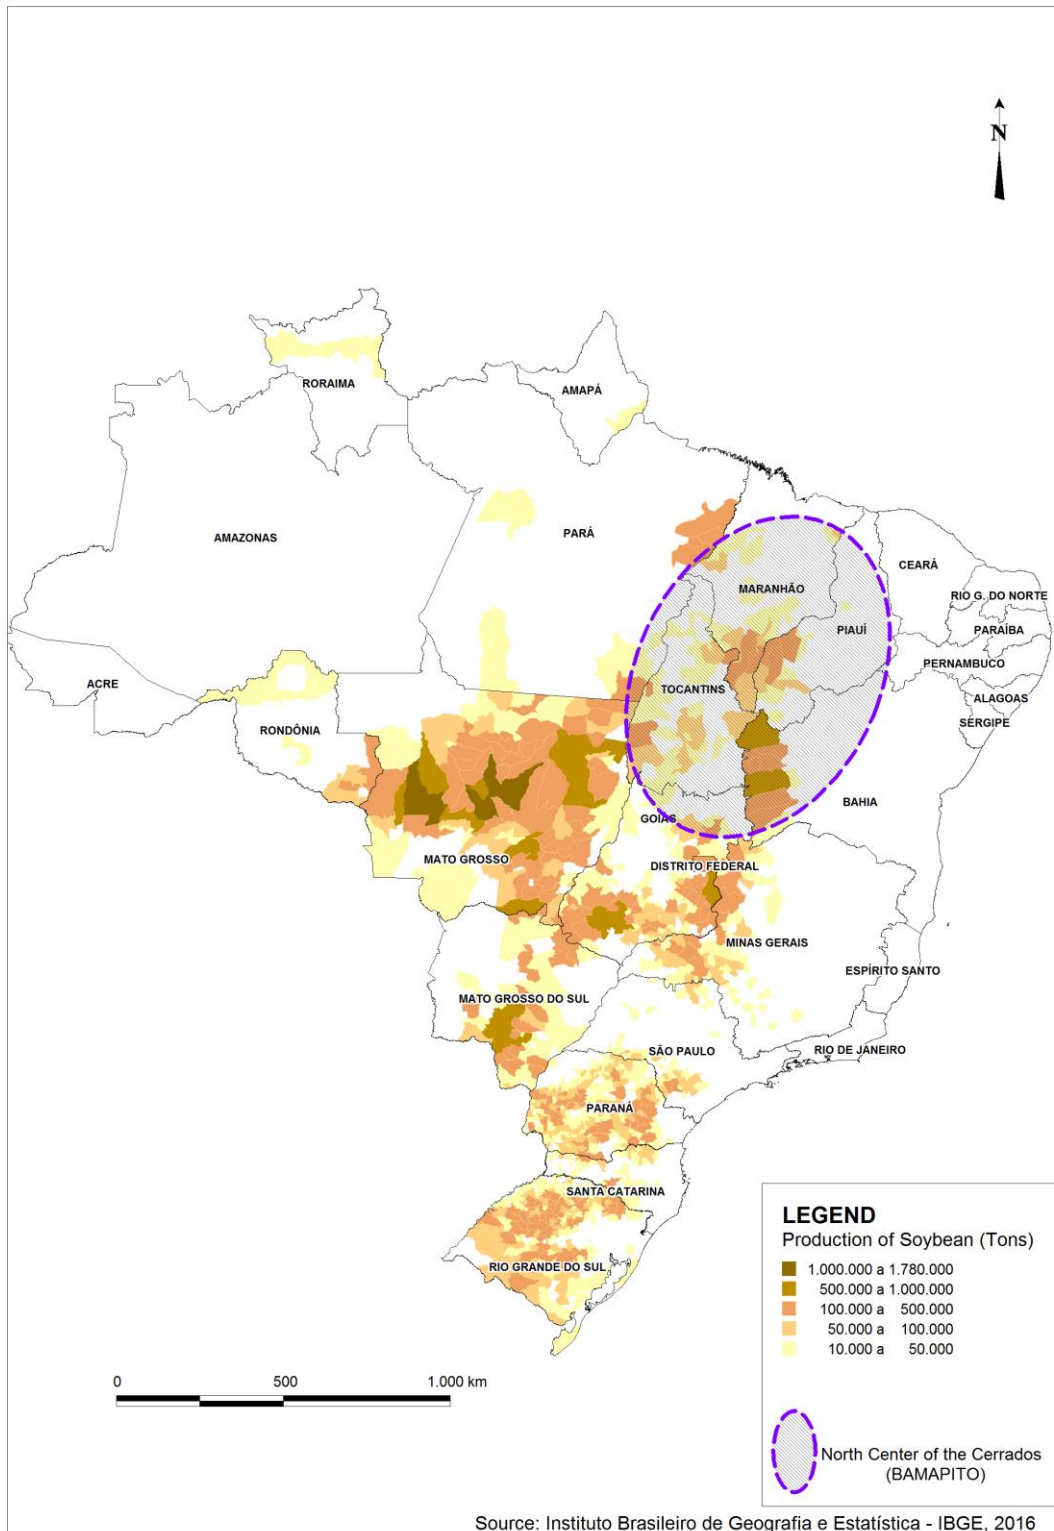 N
RORAIMA
AMAPÁ
AMAZONAS
PARÁ
CEARÁ
MARANHÃO
RIO G. DO NORTE
PIAUÍ
PARAÍBA
PERNAMBUCO
ACRE
TOCANTINS
ALAGOAS
SERGIPE
RONDÔNIA
BAHIA
GOIÁS
MATO GROSSO
DISTRITO FEDERAL
MINAS GERAIS
ESPÍRITO SANTO
MATO GROSSO DO SUL
SÃO PAULO
RIO DE JANEIRO
PARANÁ
SANTA CATARINA
RIO GRANDE DO SUL
LEGEND
Production of Soybean (Tons)
1.000.000 a 1.780.000
500.000 a 1.000.000
100.000 a 500.000
50.000 a 100.000
10.000 a 50.000
0 500 1.000 km
North Center of the Cerrados
(BAMAPITO)
Source: Instituto Brasileiro de Geografia e Estatística - IBGE, 2016